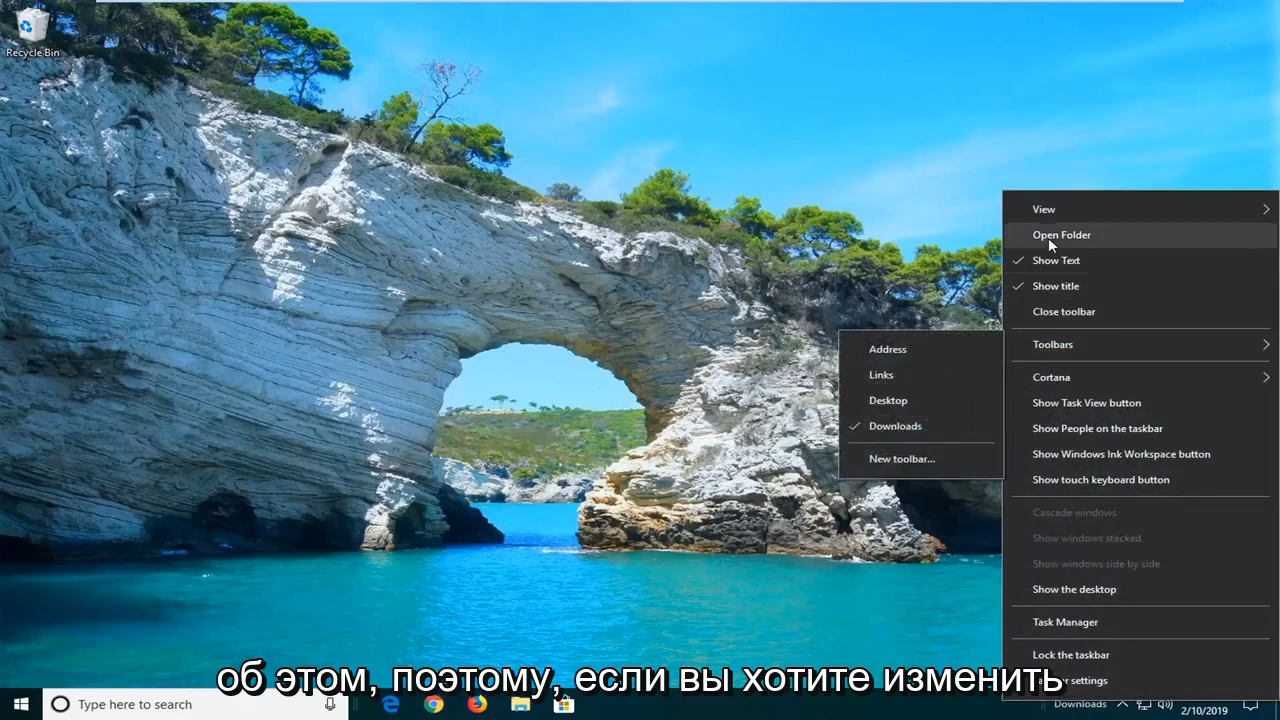 Recycle Bin
View
Open Folder
Show Text
Show title
Close toolbar
Toolbars
Cortana
Show Task View button
Show People on the taskbar
Show Windows Ink Workspace button
Show touch keyboard button
Cascade windows
Show windows stacked
Show windows side by side
Show the desktop
Task Manager
Lock the taskbar
settings
Address
Links
Desktop
Downloads
New toolbar...
об этом, поэтому, если вы хотите изменить
Type here to search
Downloads
2/10/2019